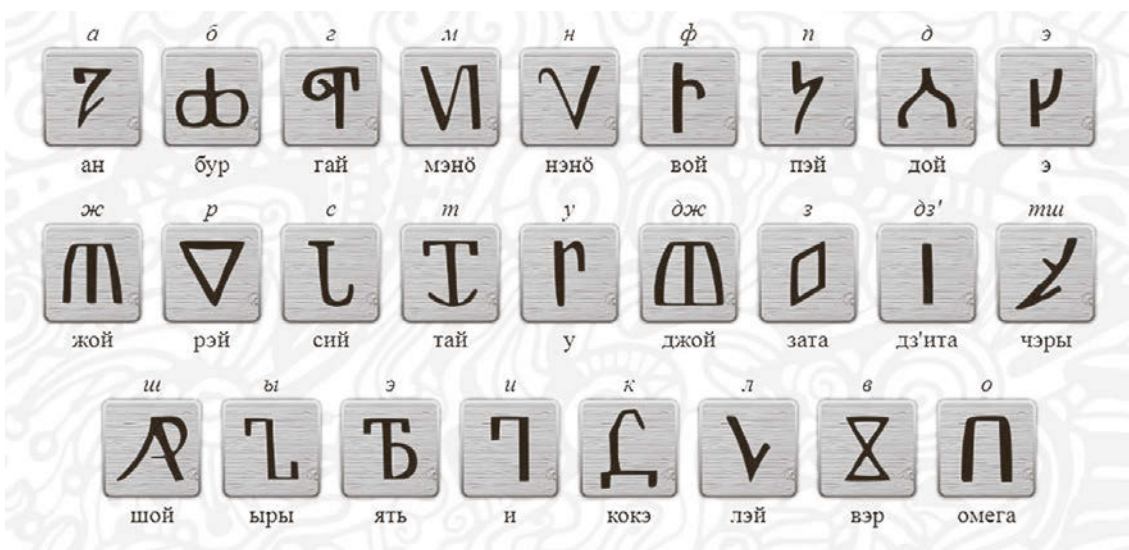 а б г м н ф п д э
𐍐 𐍑 𐍒 𐍜 𐍝 𐍞 𐍟 𐍓 𐍔
ан бур гай мэнӧ нэнӧ вой пэй дой э
ж р с т у дж з дз' тш
𐍕 𐍠 𐍡 𐍢 𐍣 𐍖 𐍗 𐍘 𐍤
жой рэй сий тай у джой зата дз'ита чэры
ш ы э и к л в о
𐍥 𐍧 𐍱 𐍙 𐍚 𐍛 𐍮 𐍩
шой ыры ять и кокэ лэй вэр омега